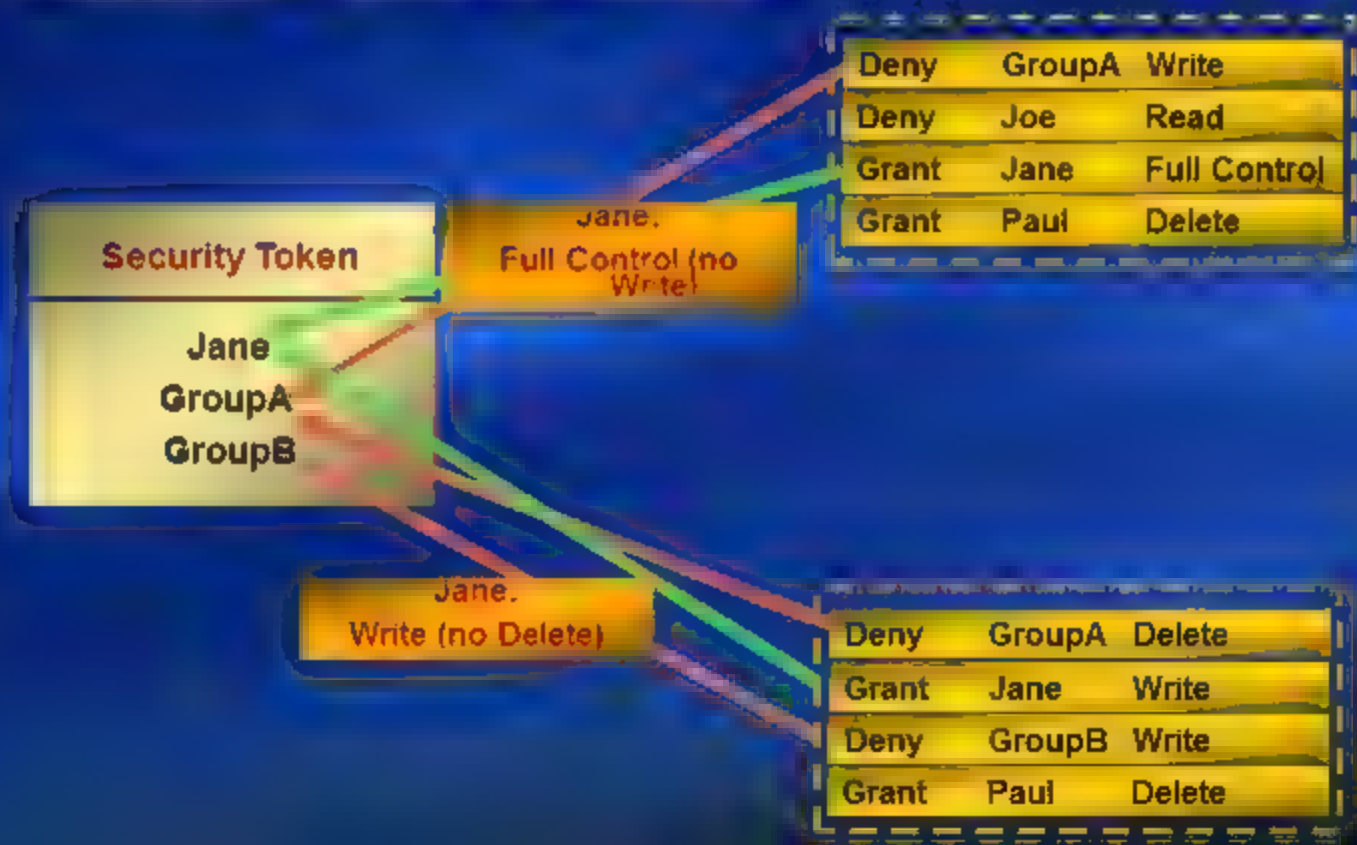 Deny GroupA Write
Deny Joe Read
Grant Jane Full Control
Grant Paul Delete
Security Token
Jane
GroupA
GroupB
Jane:
Full Control (no
Write)
Jane:
Write (no Delete)
Deny GroupA Delete
Grant Jane Write
Deny GroupB Write
Grant Paul Delete